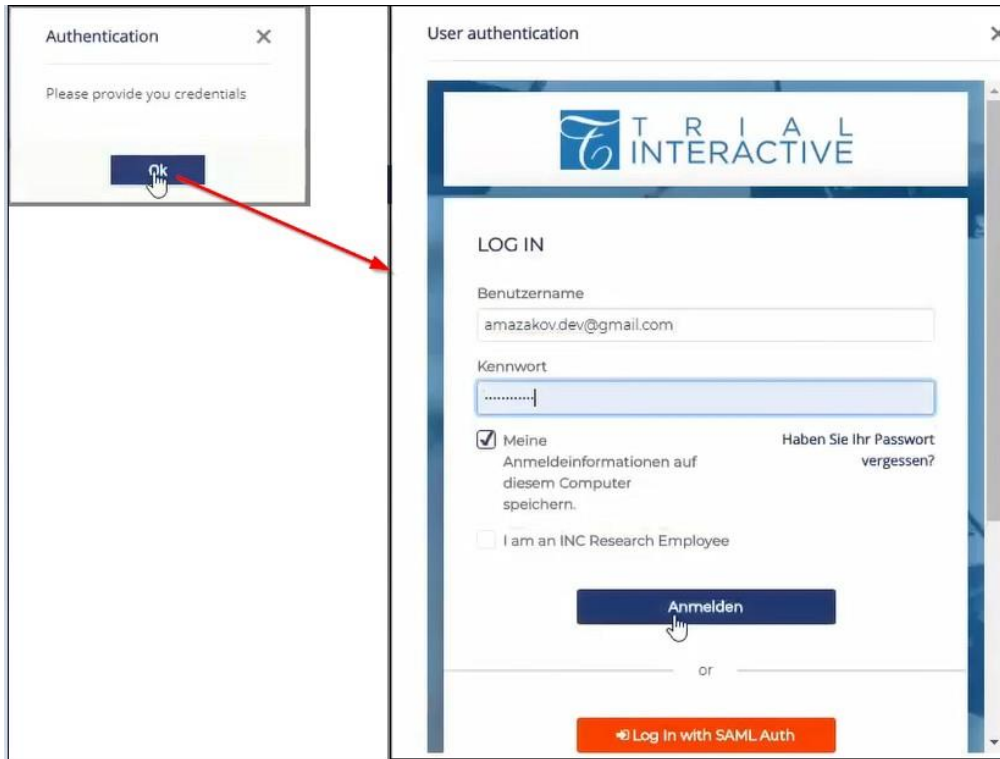 Authentication
Please provide you credentials
Ok
User authentication
TRIAL
INTERACTIVE
LOG IN
Benutzername
amazakov.dev@gmail.com
Kennwort
············
Meine
Anmeldeinformationen auf
diesem Computer
speichern.
Haben Sie Ihr Passwort
vergessen?
I am an INC Research Employee
Anmelden
or
Log In with SAML Auth